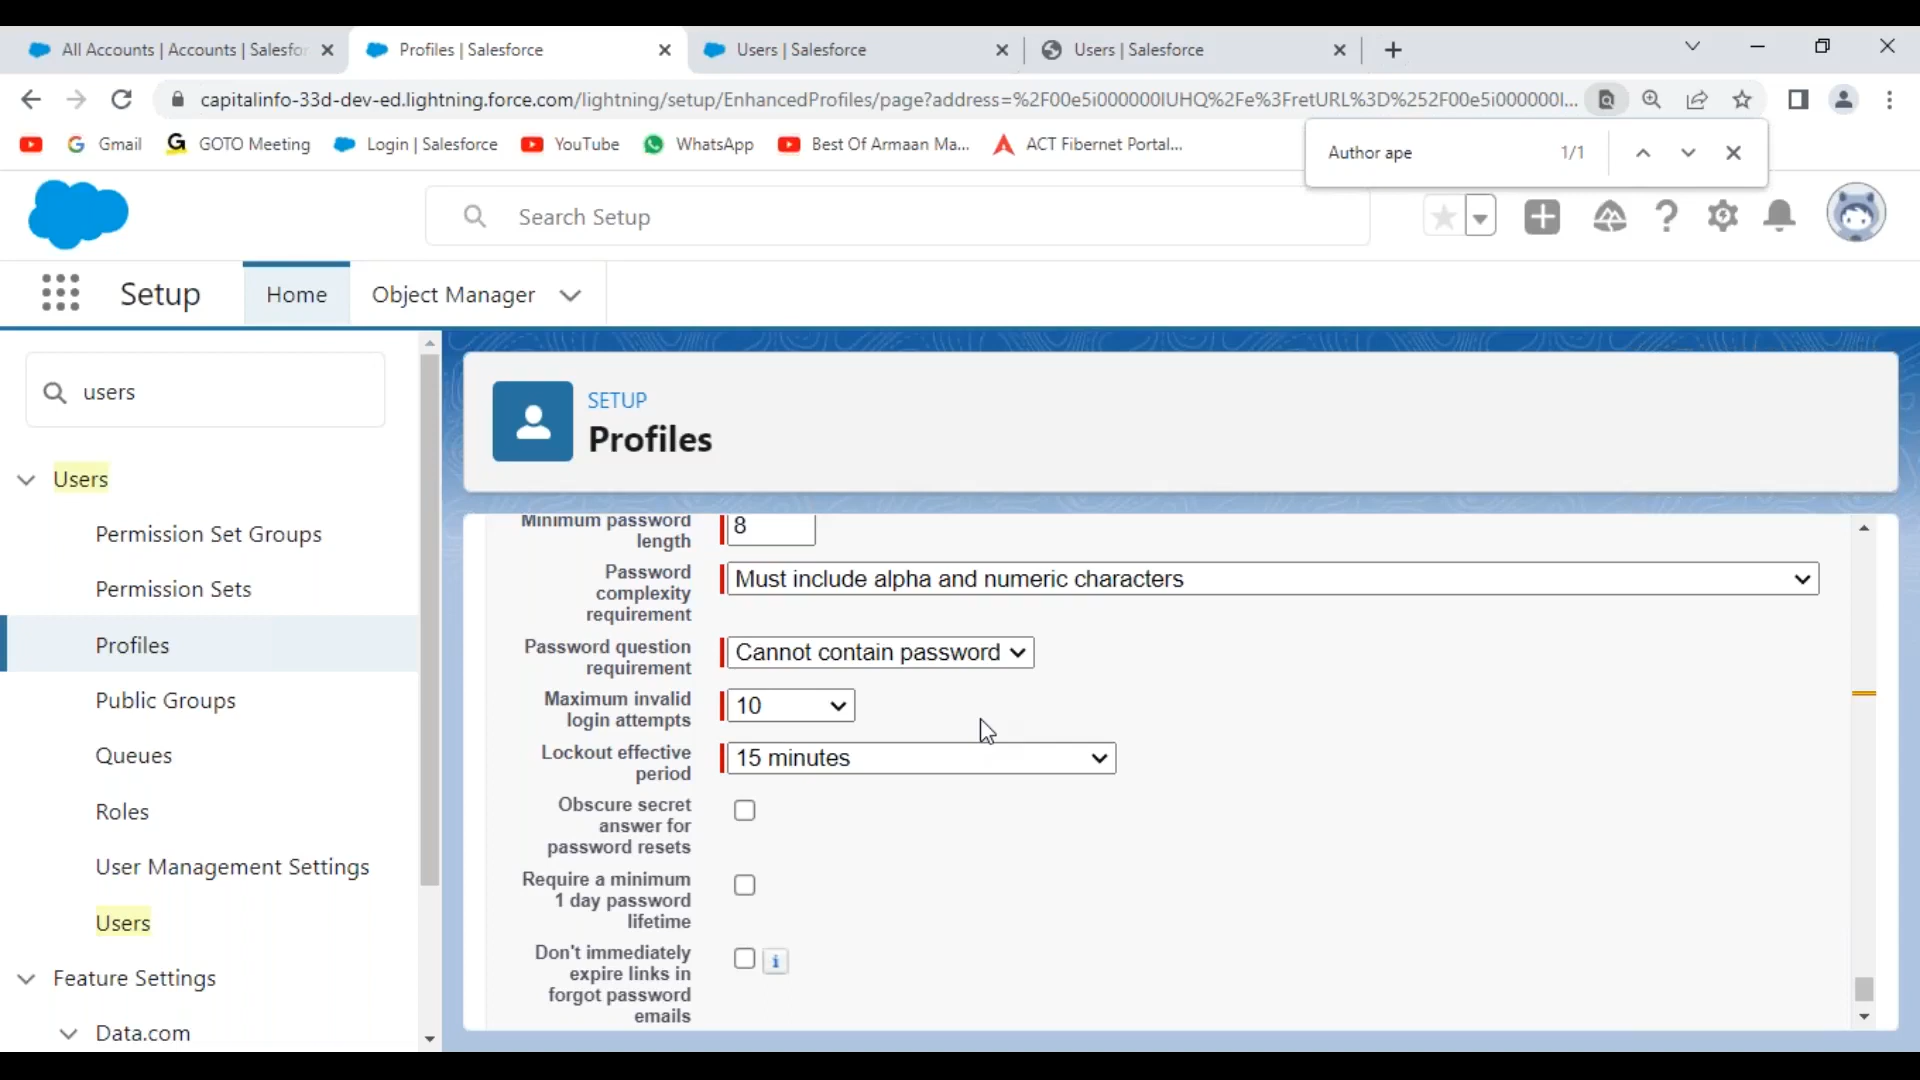 All Accounts | Accounts | Salesfor
Profiles | Salesforce
Users | Salesforce
Users | Salesforce
capitalinfo-33d-dev-ed.lightning.force.com/lightning/setup/EnhancedProfiles/page?address=%2F00e5i000000IUHQ%2Fe%3FretURL%3D%252F00e5i000000I...
Gmail
GOTO Meeting
Login | Salesforce
YouTube
WhatsApp
Best Of Armaan Ma...
ACT Fibernet Portal...
Author ape
1/1
Search Setup
Setup
Home
Object Manager
users
SETUP
Profiles
Users
Permission Set Groups
Permission Sets
Profiles
Public Groups
Queues
Roles
User Management Settings
Users
Feature Settings
Data.com
Minimum password
length
8
Password
complexity
requirement
Must include alpha and numeric characters
Password question
requirement
Cannot contain password
Maximum invalid
login attempts
10
Lockout effective
period
15 minutes
Obscure secret
answer for
password resets
Require a minimum
1 day password
lifetime
Don't immediately
expire links in
forgot password
emails